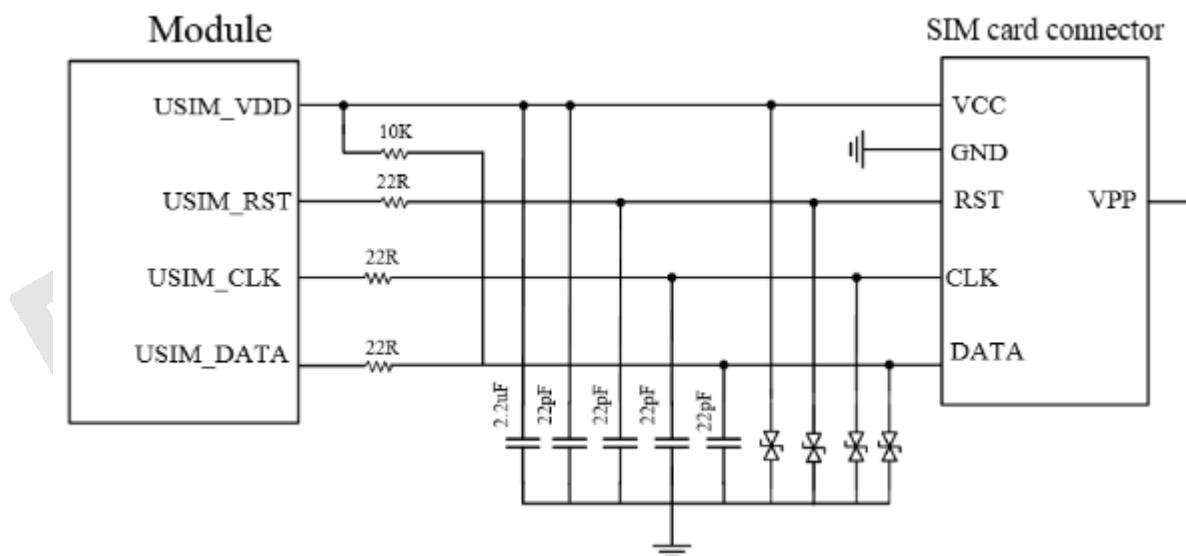 Module
SIM card connector
USIM_VDD
VCC
10K
GND
22R
USIM_RST
RST
VPP
22R
USIM_CLK
CLK
22R
USIM_DATA
DATA
2.2uF
22pF
22pF
22pF
22pF